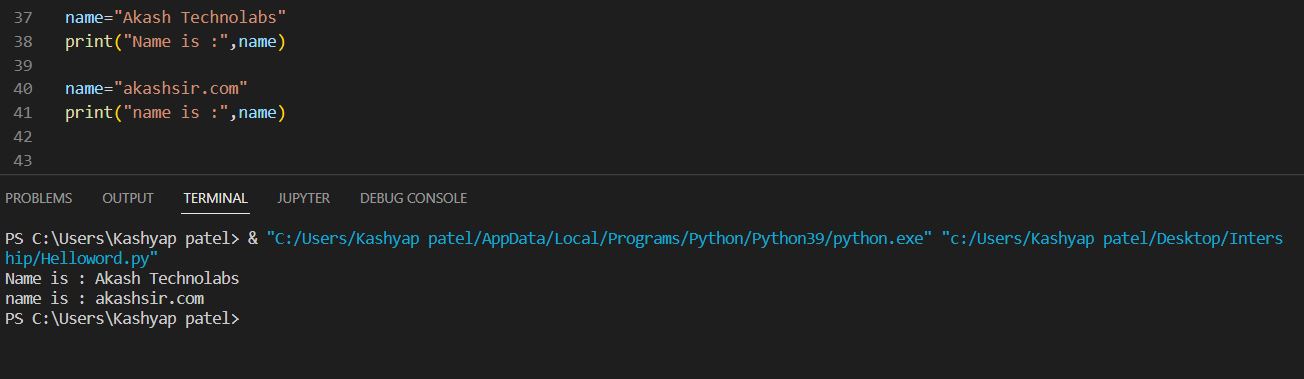 37 name="Akash Technolabs"
38 print("Name is :",name)
39
40 name="akashsir.com"
41 print("name is :",name)
42
43
PROBLEMS OUTPUT TERMINAL JUPYTER DEBUG CONSOLE
PS C:\Users\Kashyap patel> & "C:/Users/Kashyap patel/AppData/Local/Programs/Python/Python39/python.exe" "c:/Users/Kashyap patel/Desktop/Inters
hip/Helloword.py"
Name is : Akash Technolabs
name is : akashsir.com
PS C:\Users\Kashyap patel>